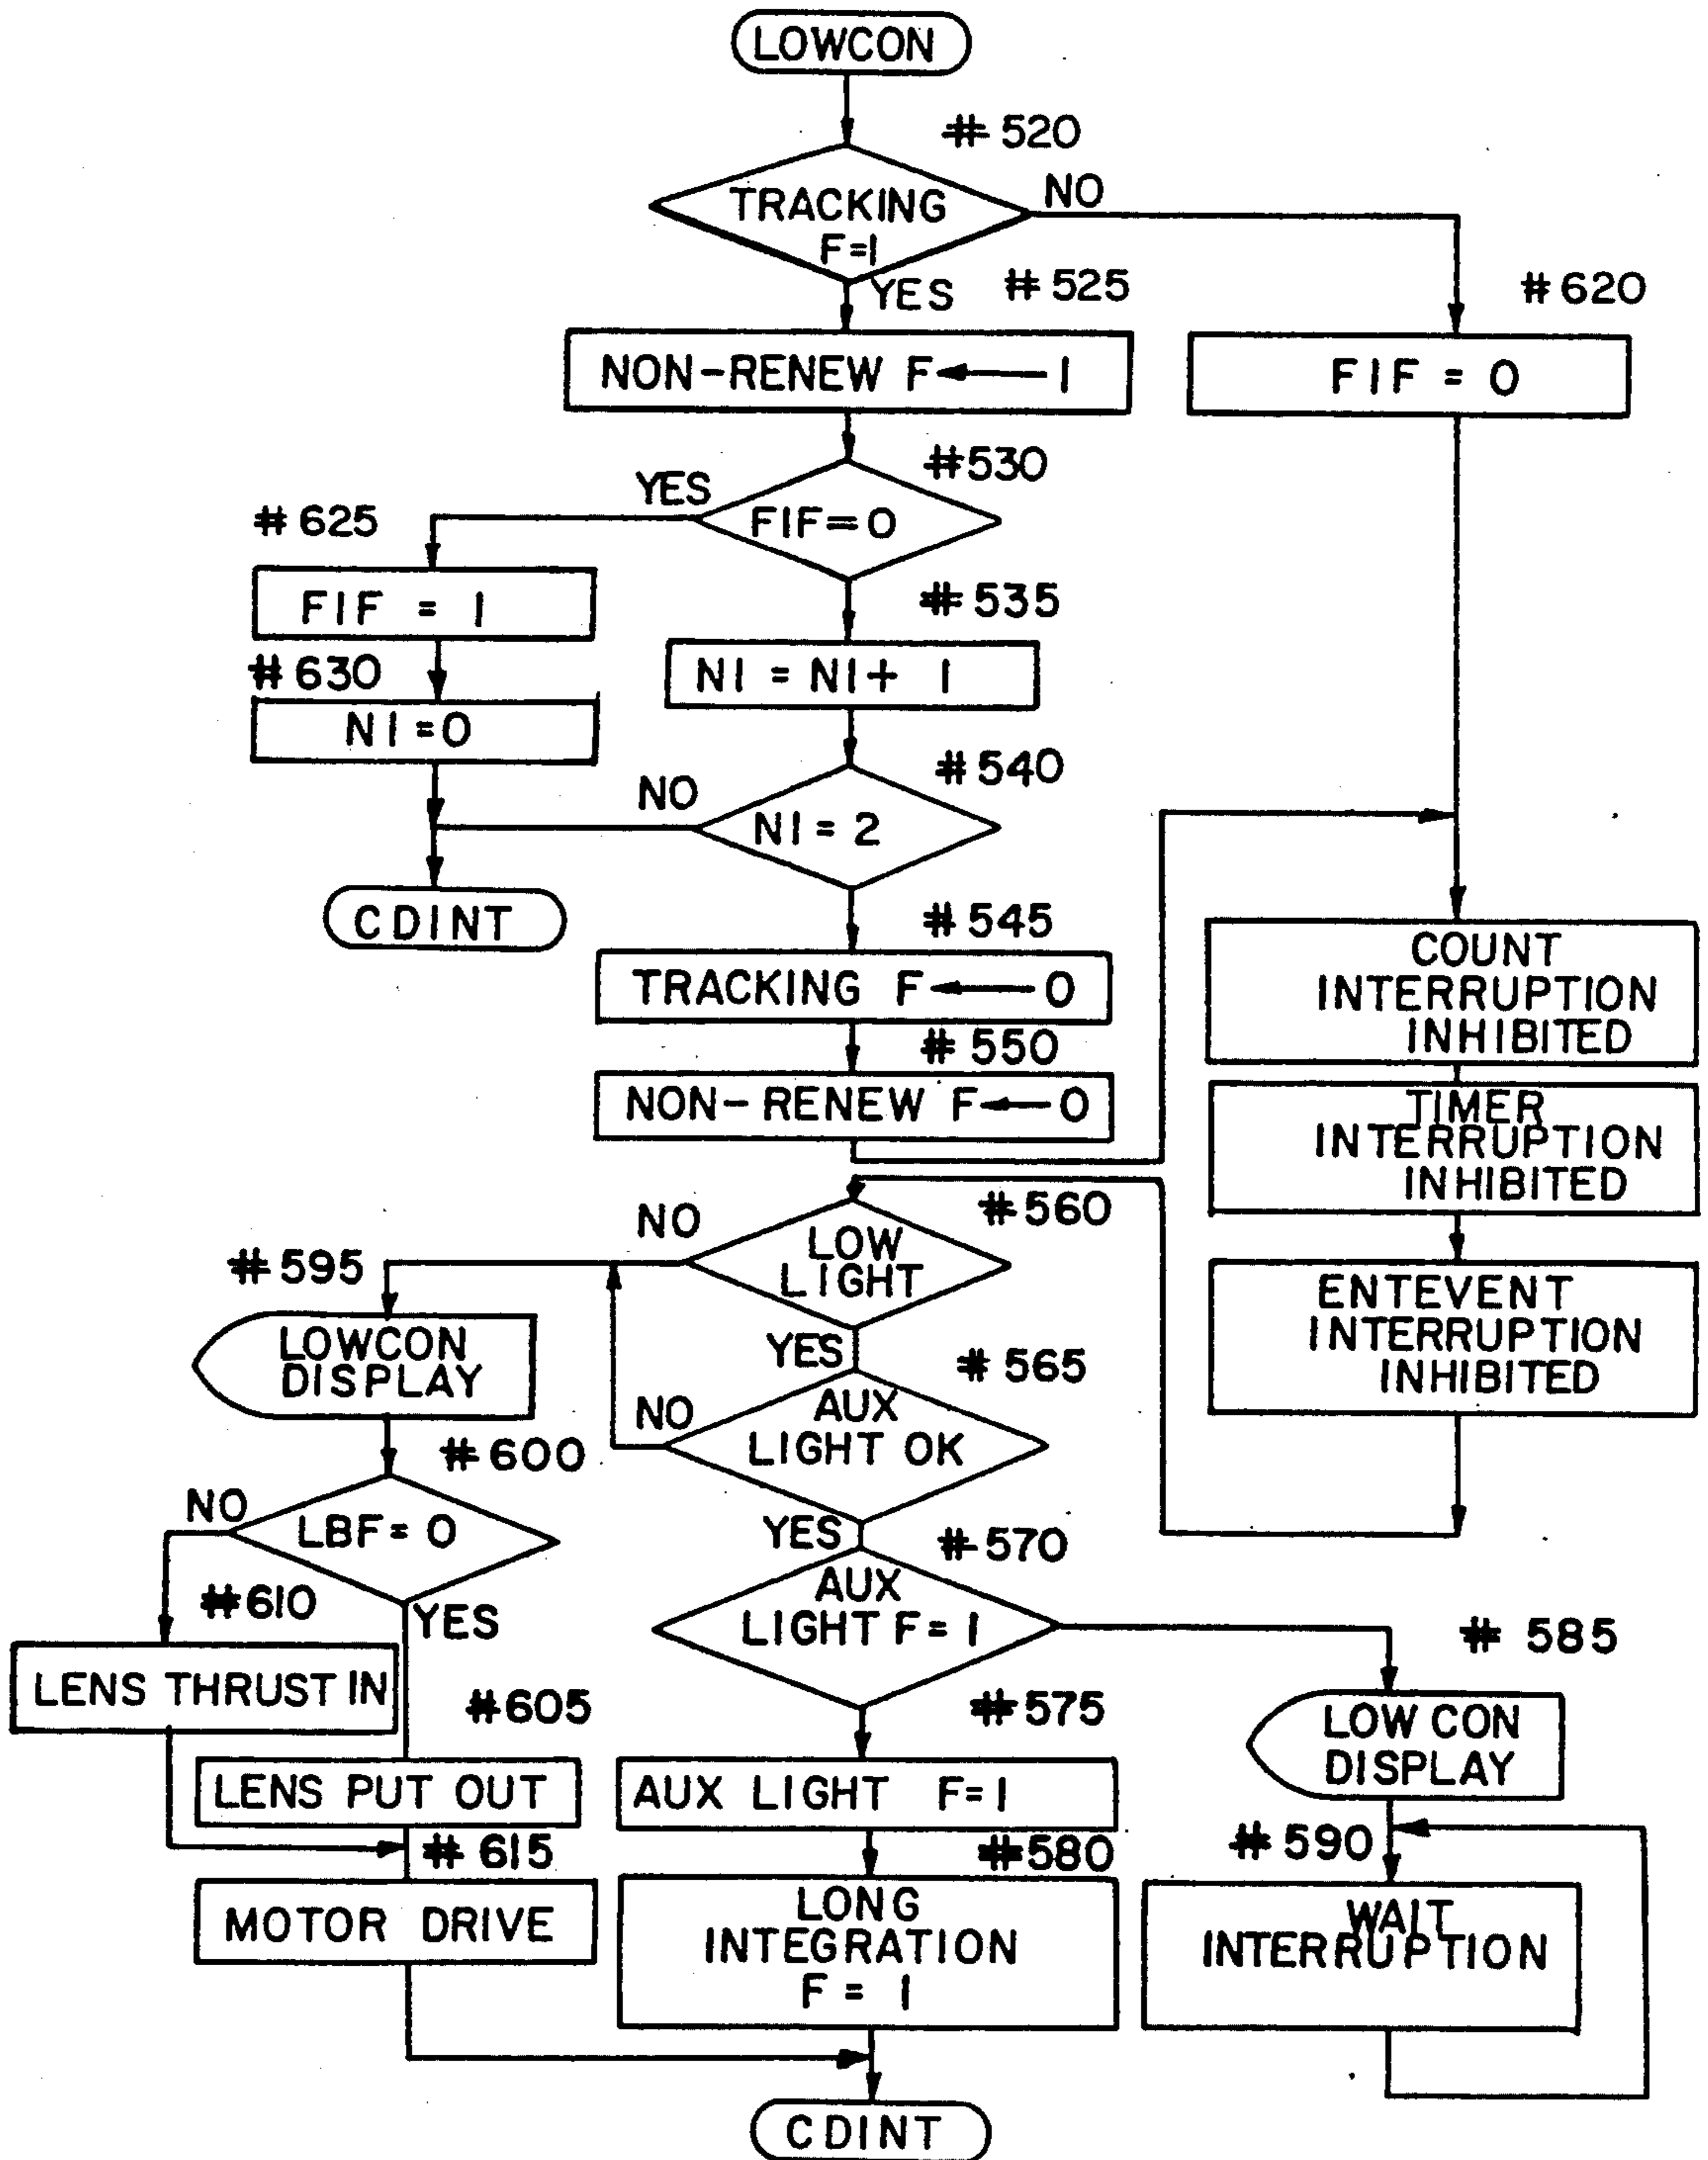 LOWCON
# 520
TRACKING
F=1
NO
YES
# 525
# 620
NON-RENEW F 1
FIF = 0
#530
YES
FIF=0
# 625
FIF = 1
# 535
# 630
NI = NI+ 1
NI=0
# 540
NO
NI = 2
CDINT
# 545
TRACKING F 0
COUNT
INTERRUPTION
INHIBITED
# 550
NON-RENEW F 0
TIMER
INTERRUPTION
INHIBITED
#560
NO
LOW
LIGHT
# 595
LOWCON
DISPLAY
YES
# 565
ENTEVENT
INTERRUPTION
INHIBITED
NO
AUX
LIGHT OK
# 600
NO
LBF= 0
YES
# 570
#610
YES
AUX
LIGHT F= 1
# 585
LENS THRUST IN
#605
#575
LOW CON
DISPLAY
LENS PUT OUT
AUX LIGHT F=1
# 615
#580
#590
MOTOR DRIVE
LONG
INTEGRATION
F = 1
WAIT
INTERRUPTION
CDINT